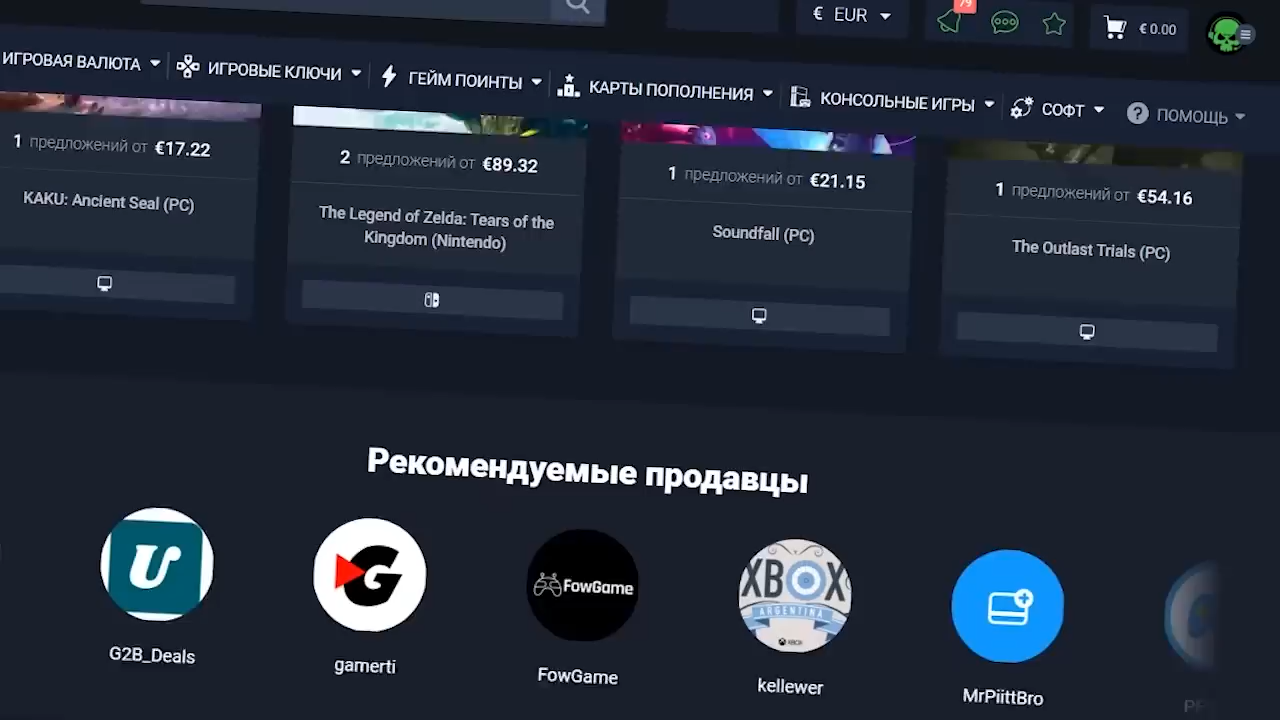 € EUR
79
€ 0.00
ИГРОВАЯ ВАЛЮТА
ИГРОВЫЕ КЛЮЧИ
ГЕЙМ ПОИНТЫ
КАРТЫ ПОПОЛНЕНИЯ
КОНСОЛЬНЫЕ ИГРЫ
СОФТ
? ПОМОЩЬ
1 предложений от €17.22
KAKU: Ancient Seal (PC)
2 предложений от €89.32
The Legend of Zelda: Tears of the
Kingdom (Nintendo)
1 предложений от €21.15
Soundfall (PC)
1 предложений от €54.16
The Outlast Trials (PC)
Рекомендуемые продавцы
U
G2B_Deals
G
gamerti
FowGame
FowGame
XBOX
ARGENTINA
XBOX
kellewer
MrPiittBro